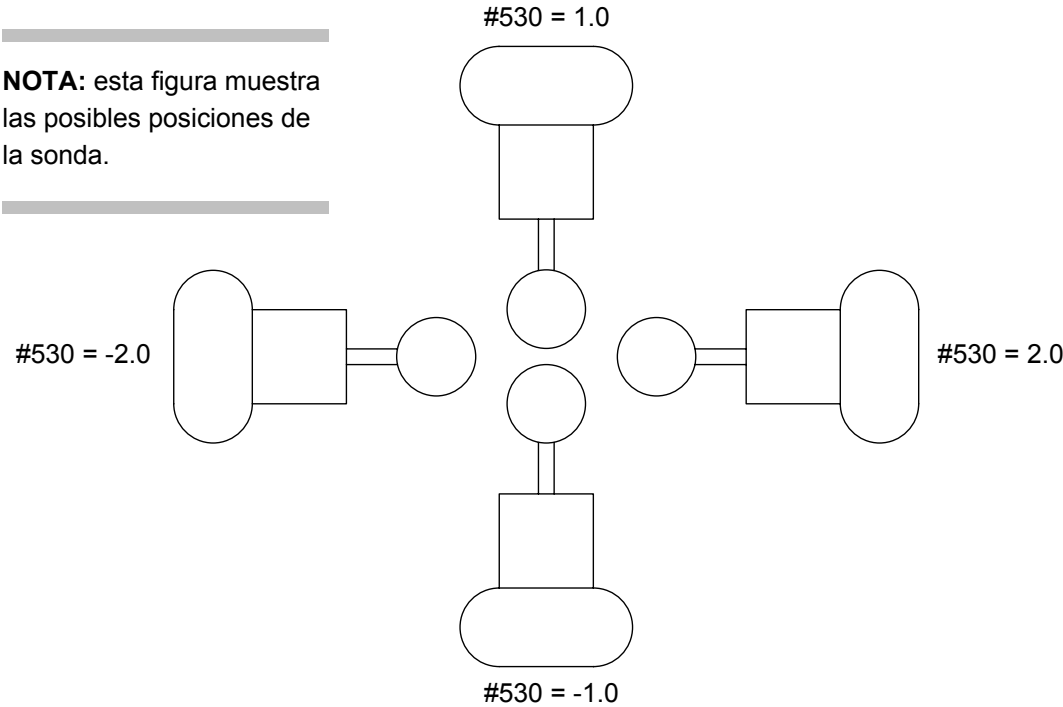 #530 = 1.0
NOTA: esta figura muestra
las posibles posiciones de
la sonda.
#530 = -2.0
#530 = 2.0
#530 = -1.0